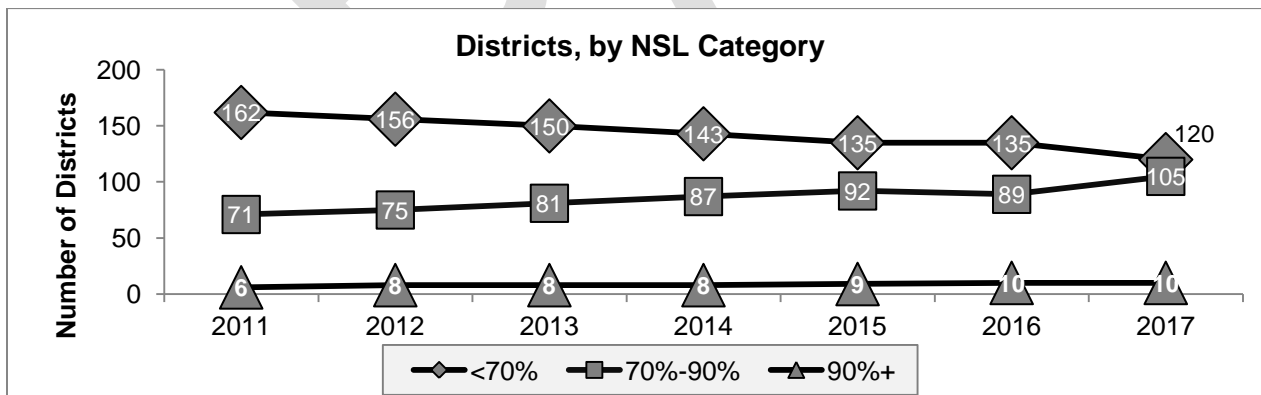 Districts, by NSL Category
Number of Districts
200
150
100
50
0
162 156 150 143 135 135 120
71 75 81 87 92 89 105
6 8 8 8 9 10 10
2011 2012 2013 2014 2015 2016 2017
<70% 70%-90% 90%+